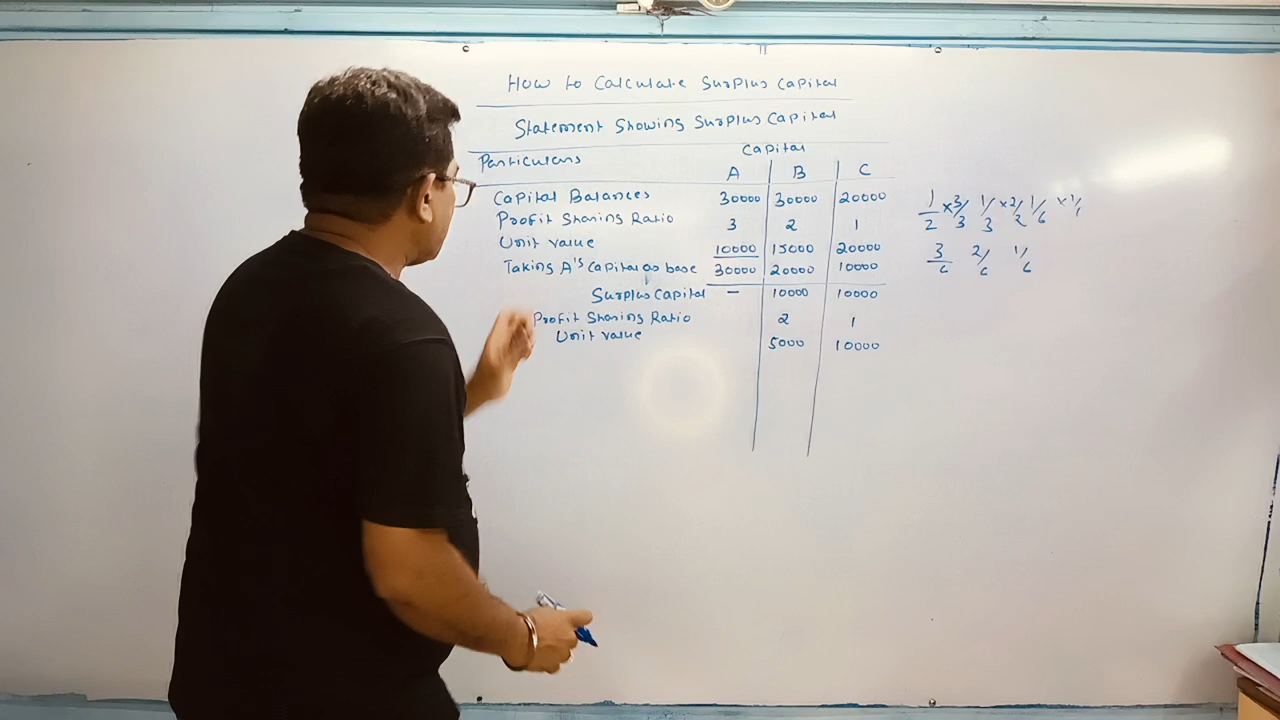 How to Calculate Surplus Capital
Statement Showing Surplus Capital
Particulars Capital
A B C
Capital Balances 30000 30000 20000
Profit Sharing Ratio 3 2 1
Unit value 10000 15000 20000
Taking A's Capital as base 30000 20000 10000
Surplus Capital - 10000 10000
Profit Sharing Ratio 2 1
Unit value 5000 10000
1/2 × 3/3 1/3 × 2/2 1/6 × 1/1
3/6 2/6 1/6